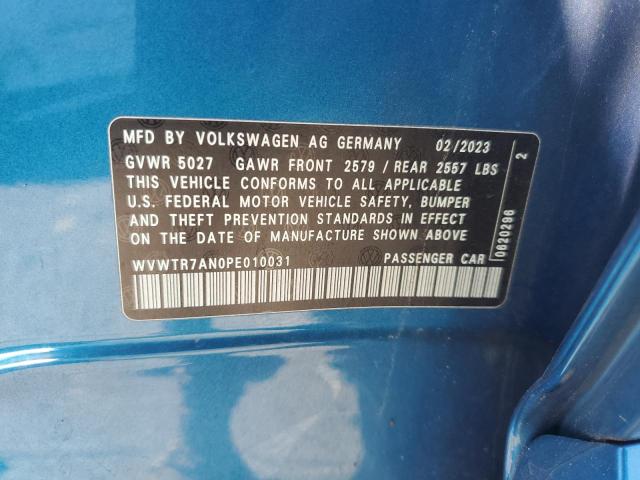 MFD BY VOLKSWAGEN AG GERMANY 02/2023
GVWR 5027 GAWR FRONT 2579 / REAR 2557 LBS
THIS VEHICLE CONFORMS TO ALL APPLICABLE
U.S. FEDERAL MOTOR VEHICLE SAFETY, BUMPER
AND THEFT PREVENTION STANDARDS IN EFFECT
ON THE DATE OF MANUFACTURE SHOWN ABOVE
WVWTR7AN0PE010031 PASSENGER CAR
0620296 2